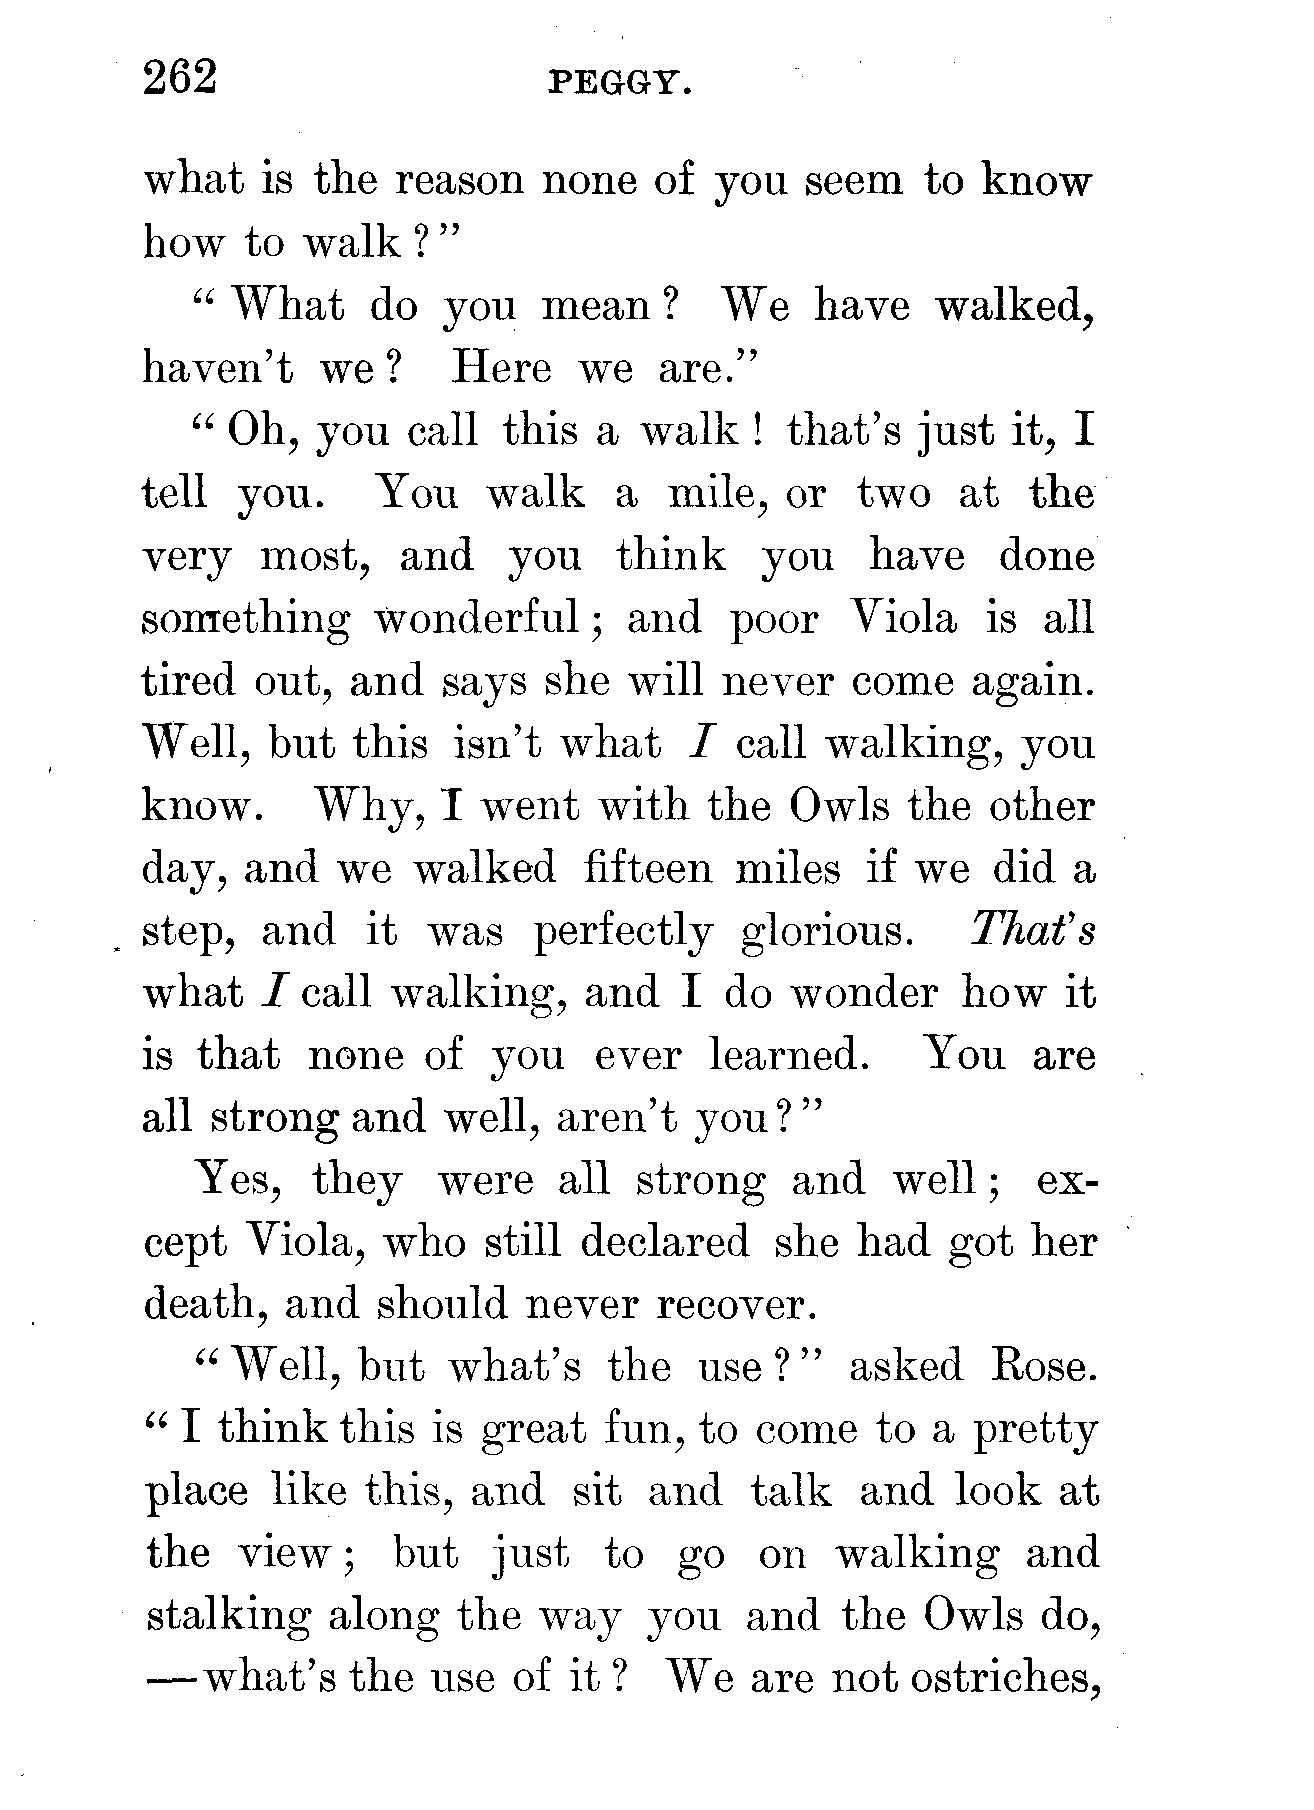 262 PEGGY.
what is the reason none of you seem to know
how to walk?"
"What do you mean? We have walked,
haven't we? Here we are."
"Oh, you call this a walk! that's just it, I
tell you. You walk a mile, or two at the
very most, and you think you have done
something wonderful; and poor Viola is all
tired out, and says she will never come again.
Well, but this isn't what I call walking, you
know. Why, I went with the Owls the other
day, and we walked fifteen miles if we did a
step, and it was perfectly glorious. That's
what I call walking, and I do wonder how it
is that none of you ever learned. You are
all strong and well, aren't you?"
Yes, they were all strong and well; ex-
cept Viola, who still declared she had got her
death, and should never recover.
"Well, but what's the use?" asked Rose.
"I think this is great fun, to come to a pretty
place like this, and sit and talk and look at
the view; but just to go on walking and
stalking along the way you and the Owls do,
—what's the use of it? We are not ostriches,